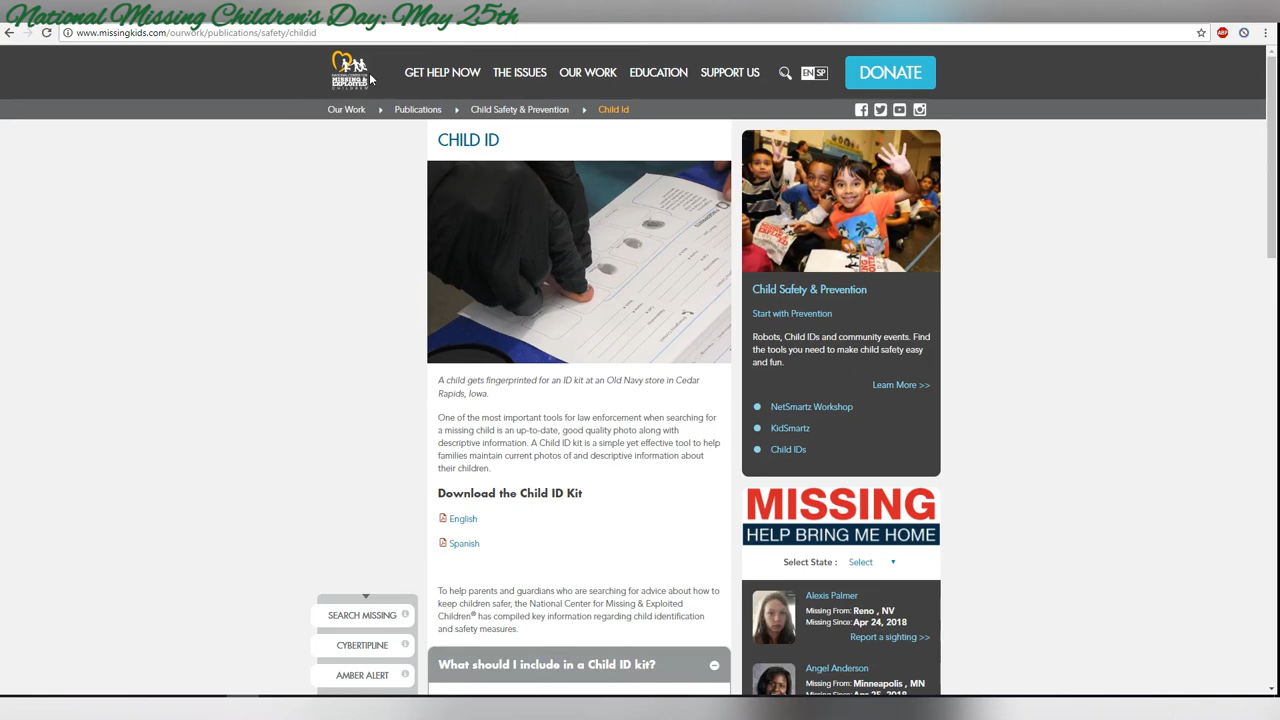 National Missing Children's Day: May 25th
www.missingkids.com/ourwork/publications/safety/childid
ABP
MISSING &
EXPLOITED
CHILDREN
GET HELP NOW
THE ISSUES
OUR WORK
EDUCATION
SUPPORT US
EN SP
DONATE
Our Work
Publications
Child Safety & Prevention
Child Id
CHILD ID
A child gets fingerprinted for an ID kit at an Old Navy store in Cedar
Rapids, Iowa.
One of the most important tools for law enforcement when searching for
a missing child is an up-to-date, good quality photo along with
descriptive information. A Child ID kit is a simple yet effective tool to help
families maintain current photos of and descriptive information about
their children.
Download the Child ID Kit
English
Spanish
To help parents and guardians who are searching for advice about how to
keep children safe, the National Center for Missing & Exploited
Children® has compiled key information regarding child identification
and safety measures.
What should I include in a Child ID kit?
Child Safety & Prevention
Start with Prevention
Robots, Child IDs and community events. Find
the tools you need to make child safety easy
and fun.
Learn More >>
NetSmartz Workshop
KidSmartz
Child IDs
MISSING
HELP BRING ME HOME
Select State : Select
Alexis Palmer
Missing From: Reno , NV
Missing Since: Apr 24, 2018
Report a sighting >>
Angel Anderson
Missing From: Minneapolis , MN
Missing Since: Apr 25, 2018
SEARCH MISSING
CYBERTIPLINE
AMBER ALERT